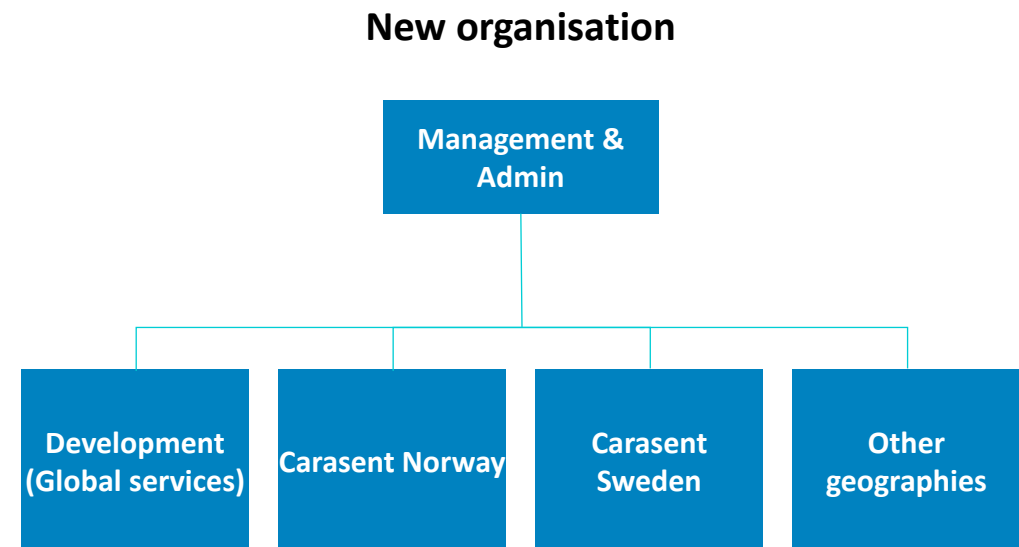 New organisation
Management &
Admin
Development
(Global services)
Carasent Norway
Carasent
Sweden
Other
geographies